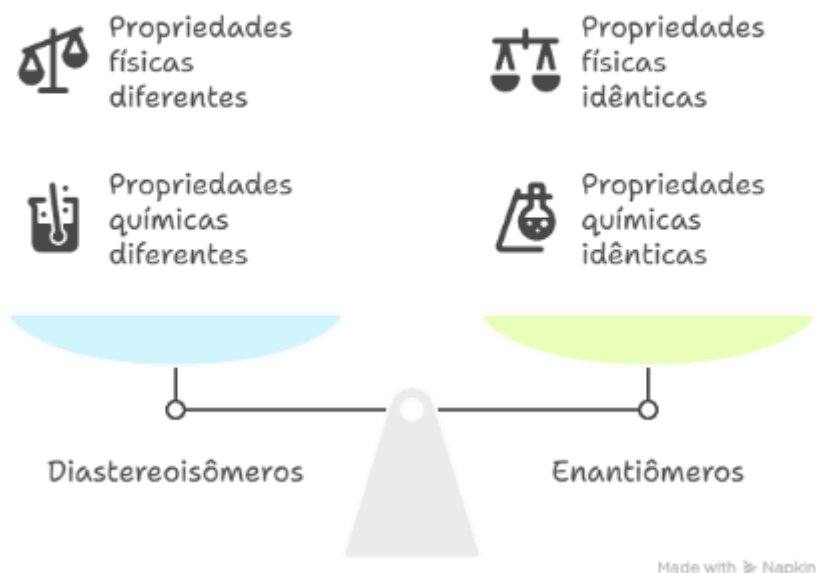 Propriedades
físicas
diferentes
Propriedades
químicas
diferentes
Diastereoisômeros
Propriedades
físicas
idênticas
Propriedades
químicas
idênticas
Enantiômeros
Made with Napkin